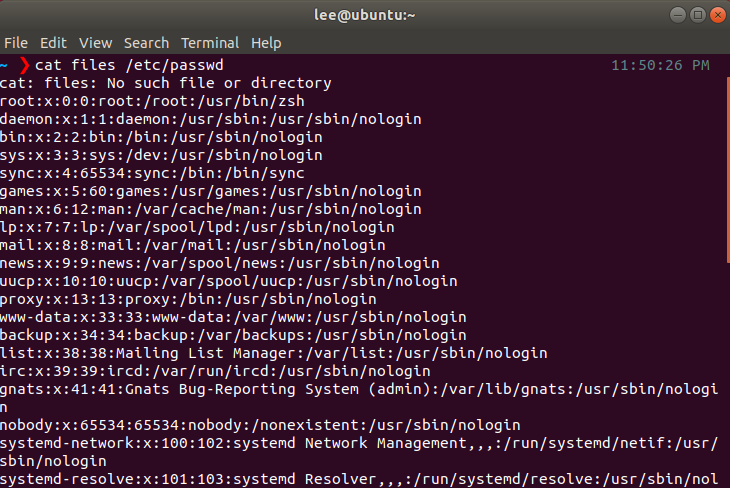 lee@ubuntu:~
File Edit View Search Terminal Help
~ ❯ cat files /etc/passwd 11:50:26 PM
cat: files: No such file or directory
root:x:0:0:root:/root:/usr/bin/zsh
daemon:x:1:1:daemon:/usr/sbin:/usr/sbin/nologin
bin:x:2:2:bin:/bin:/usr/sbin/nologin
sys:x:3:3:sys:/dev:/usr/sbin/nologin
sync:x:4:65534:sync:/bin:/bin/sync
games:x:5:60:games:/usr/games:/usr/sbin/nologin
man:x:6:12:man:/var/cache/man:/usr/sbin/nologin
lp:x:7:7:lp:/var/spool/lpd:/usr/sbin/nologin
mail:x:8:8:mail:/var/mail:/usr/sbin/nologin
news:x:9:9:news:/var/spool/news:/usr/sbin/nologin
uucp:x:10:10:uucp:/var/spool/uucp:/usr/sbin/nologin
proxy:x:13:13:proxy:/bin:/usr/sbin/nologin
www-data:x:33:33:www-data:/var/www:/usr/sbin/nologin
backup:x:34:34:backup:/var/backups:/usr/sbin/nologin
list:x:38:38:Mailing List Manager:/var/list:/usr/sbin/nologin
irc:x:39:39:ircd:/var/run/ircd:/usr/sbin/nologin
gnats:x:41:41:Gnats Bug-Reporting System (admin):/var/lib/gnats:/usr/sbin/nologi
n
nobody:x:65534:65534:nobody:/nonexistent:/usr/sbin/nologin
systemd-network:x:100:102:systemd Network Management,,,:/run/systemd/netif:/usr/
sbin/nologin
systemd-resolve:x:101:103:systemd Resolver,,,:/run/systemd/resolve:/usr/sbin/nol